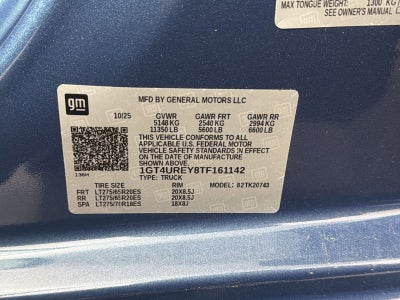 MAX TONGUE WEIGHT: 1300 KG
SEE OWNER'S MANUAL
gm
MFD BY GENERAL MOTORS LLC
10/25 GVWR GAWR FRT GAWR RR
5148 KG 2540 KG 2994 KG
11350 LB 5600 LB 6600 LB
THIS VEHICLE CONFORMS TO ALL
APPLICABLE U.S. FEDERAL MOTOR
VEHICLE SAFETY STANDARDS IN EFFECT
ON THE DATE OF MANUFACTURE
SHOWN ABOVE.
1GT4UREY8TF161142
TYPE: TRUCK
TIRE SIZE RIM MODEL: 82TK20743
FRT LT275/65R20ES 20X8.5J
RR LT275/65R20ES 20X8.5J
SPA LT275/70R18ES 18X8J